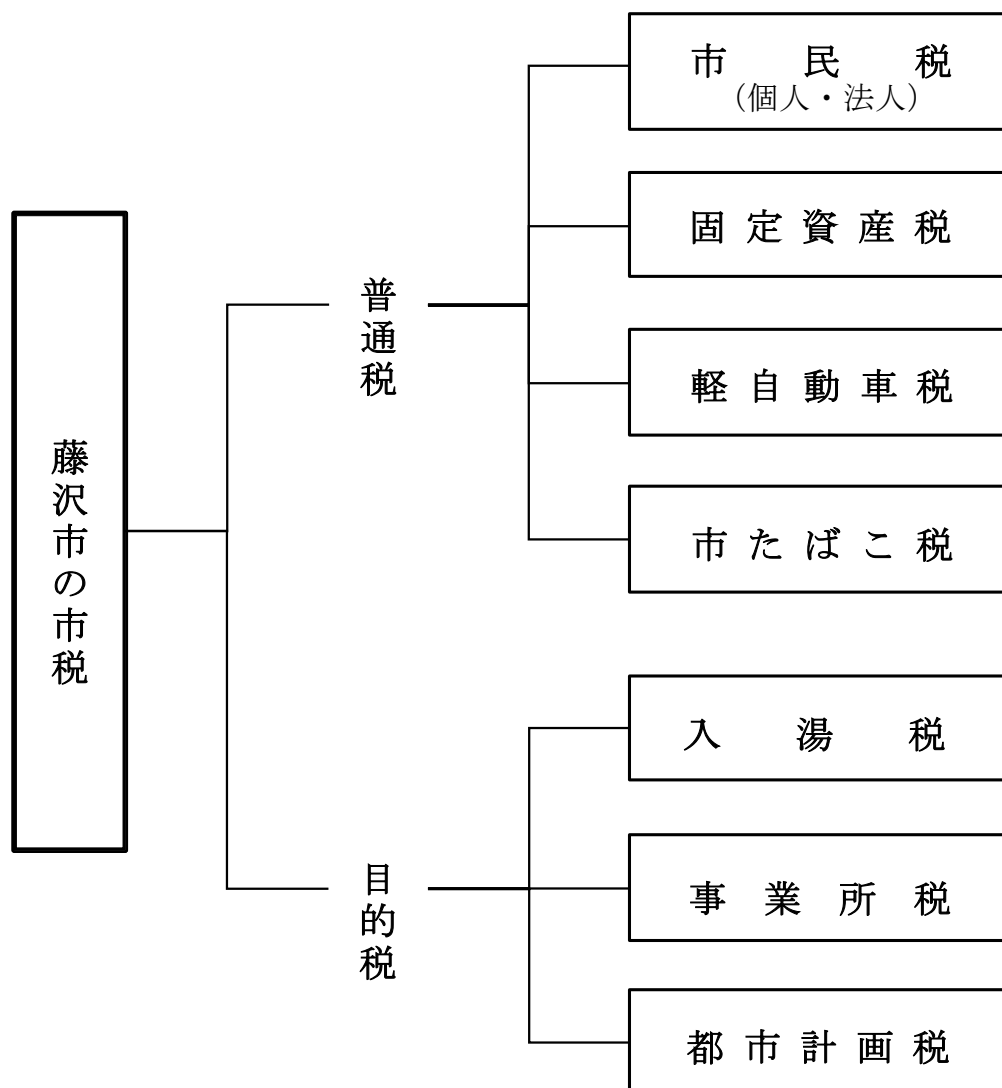 藤沢市の市税
普通税
市民税
（個人・法人）
固定資産税
軽自動車税
市たばこ税
目的税
入湯税
事業所税
都市計画税